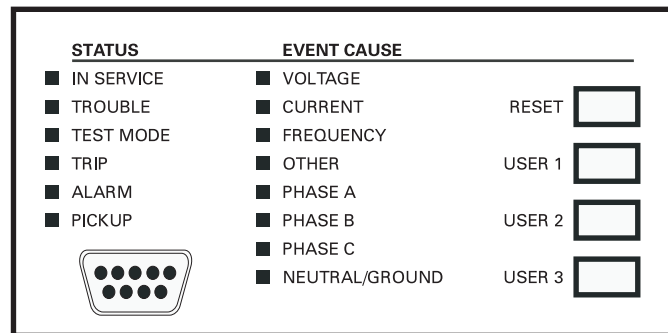 STATUS
IN SERVICE
TROUBLE
TEST MODE
TRIP
ALARM
PICKUP
EVENT CAUSE
VOLTAGE
CURRENT
FREQUENCY
OTHER
PHASE A
PHASE B
PHASE C
NEUTRAL/GROUND
RESET
USER 1
USER 2
USER 3